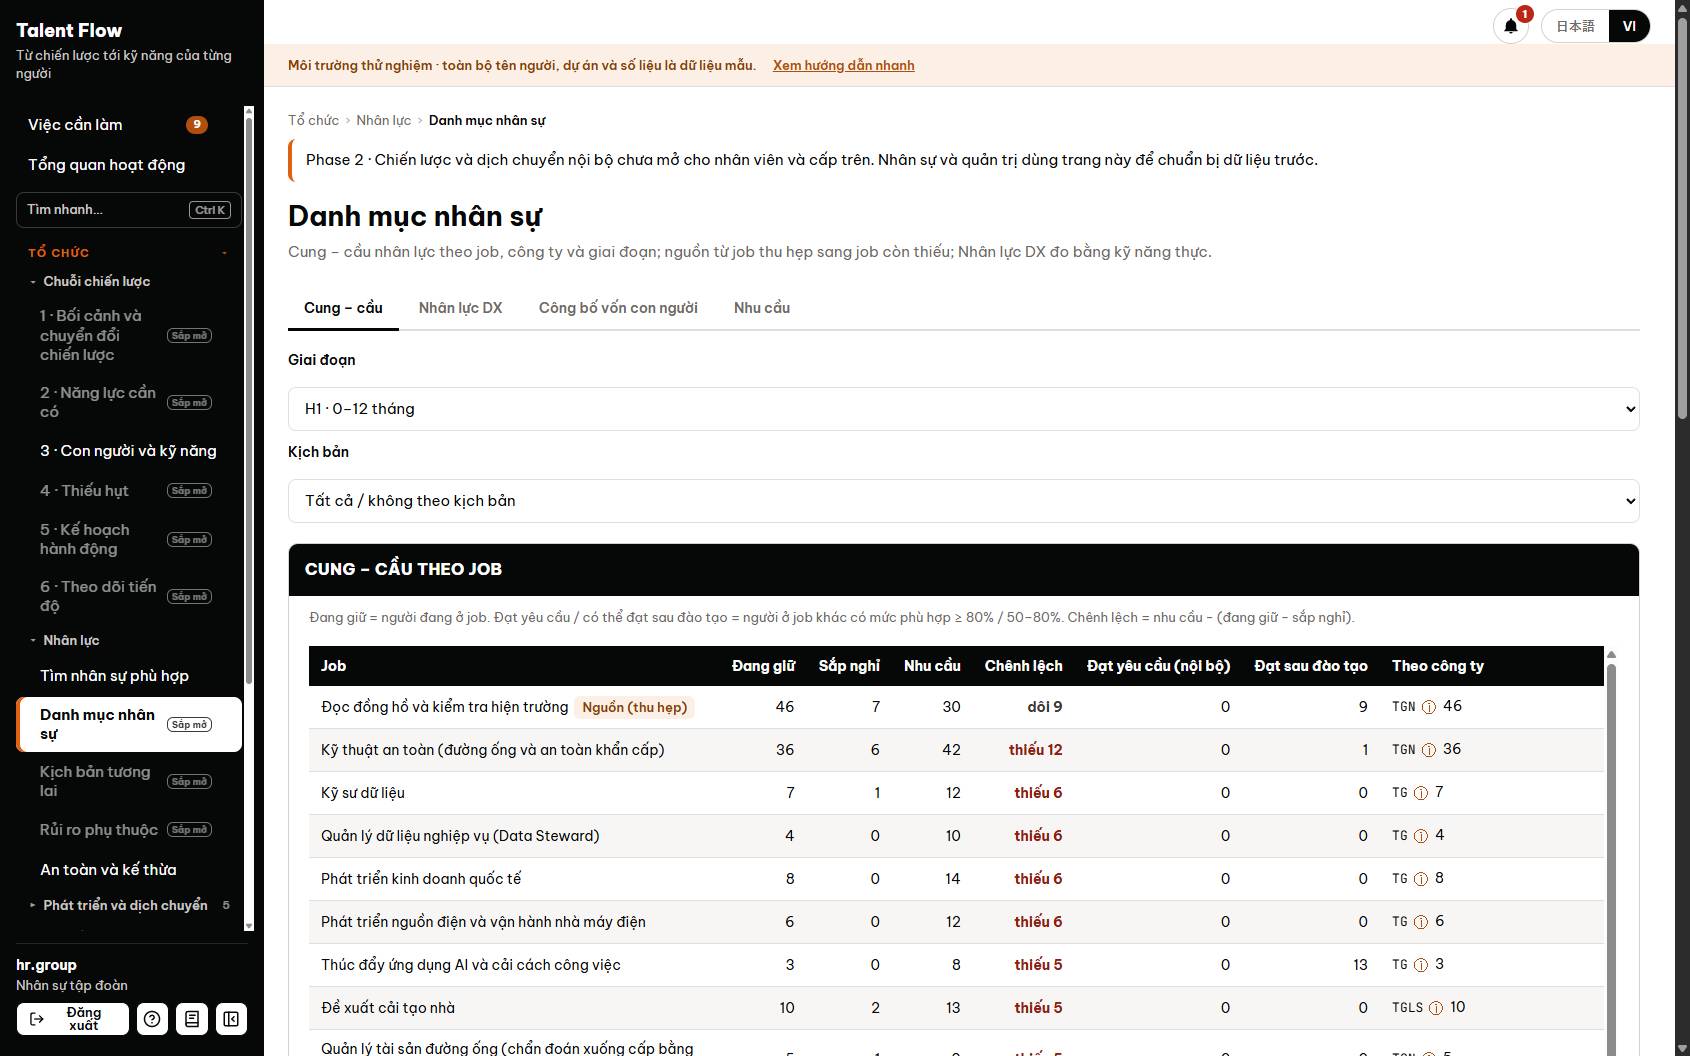 Talent Flow
Từ chiến lược tới kỹ năng của từng
người
Việc cần làm 9
Tổng quan hoạt động
Tìm nhanh... Ctrl K
TỔ CHỨC
Chuỗi chiến lược
1 · Bối cảnh và
chuyển đổi
chiến lược
Sắp mở
2 · Năng lực cần
có
Sắp mở
3 · Con người và kỹ năng
4 · Thiếu hụt Sắp mở
5 · Kế hoạch
hành động
Sắp mở
6 · Theo dõi tiến
độ
Sắp mở
Nhân lực
Tìm nhân sự phù hợp
Danh mục nhân
sự
Sắp mở
Kịch bản tương
lai
Sắp mở
Rủi ro phụ thuộc Sắp mở
An toàn và kế thừa
Phát triển và dịch chuyển 5
hr.group
Nhân sự tập đoàn
Đăng
xuất
1
日本語 VI
Môi trường thử nghiệm · toàn bộ tên người, dự án và số liệu là dữ liệu mẫu. Xem hướng dẫn nhanh
Tổ chức › Nhân lực › Danh mục nhân sự
Phase 2 · Chiến lược và dịch chuyển nội bộ chưa mở cho nhân viên và cấp trên. Nhân sự và quản trị dùng trang này để chuẩn bị dữ liệu trước.
Danh mục nhân sự
Cung – cầu nhân lực theo job, công ty và giai đoạn; nguồn từ job thu hẹp sang job còn thiếu; Nhân lực DX đo bằng kỹ năng thực.
Cung – cầu Nhân lực DX Công bố vốn con người Nhu cầu
Giai đoạn
H1 · 0–12 tháng
Kịch bản
Tất cả / không theo kịch bản
CUNG – CẦU THEO JOB
Đang giữ = người đang ở job. Đạt yêu cầu / có thể đạt sau đào tạo = người ở job khác có mức phù hợp ≥ 80% / 50–80%. Chênh lệch = nhu cầu − (đang giữ − sắp nghỉ).
Job Đang giữ Sắp nghỉ Nhu cầu Chênh lệch Đạt yêu cầu (nội bộ) Đạt sau đào tạo Theo công ty
Đọc đồng hồ và kiểm tra hiện trường Nguồn (thu hẹp) 46 7 30 dôi 9 0 9 TGN 46
Kỹ thuật an toàn (đường ống và an toàn khẩn cấp) 36 6 42 thiếu 12 0 1 TGN 36
Kỹ sư dữ liệu 7 1 12 thiếu 6 0 0 TG 7
Quản lý dữ liệu nghiệp vụ (Data Steward) 4 0 10 thiếu 6 0 0 TG 4
Phát triển kinh doanh quốc tế 8 0 14 thiếu 6 0 0 TG 8
Phát triển nguồn điện và vận hành nhà máy điện 6 0 12 thiếu 6 0 0 TG 6
Thúc đẩy ứng dụng AI và cải cách công việc 3 0 8 thiếu 5 0 13 TG 3
Đề xuất cải tạo nhà 10 2 13 thiếu 5 0 0 TGLS 10
Quản lý tài sản đường ống (chẩn đoán xuống cấp bằng